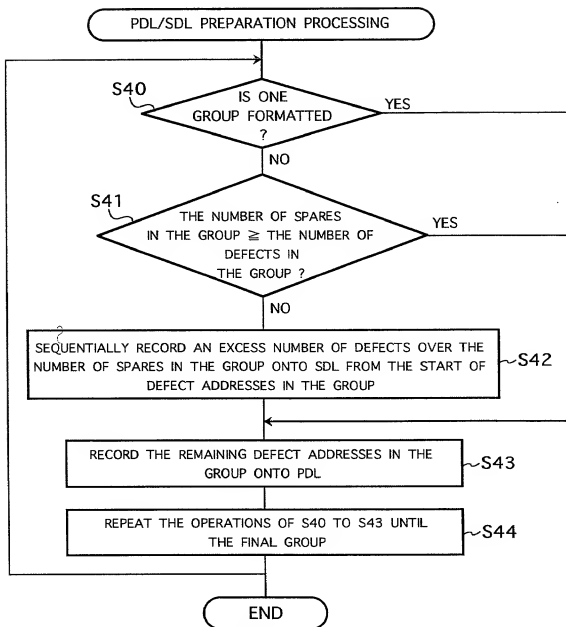 PDL/SDL PREPARATION PROCESSING
S40
IS ONE
GROUP FORMATTED
?
YES
NO
S41
THE NUMBER OF SPARES
IN THE GROUP ≧ THE NUMBER OF
DEFECTS IN
THE GROUP ?
YES
NO
SEQUENTIALLY RECORD AN EXCESS NUMBER OF DEFECTS OVER THE
NUMBER OF SPARES IN THE GROUP ONTO SDL FROM THE START OF
DEFECT ADDRESSES IN THE GROUP
S42
RECORD THE REMAINING DEFECT ADDRESSES IN THE
GROUP ONTO PDL
S43
REPEAT THE OPERATIONS OF S40 TO S43 UNTIL
THE FINAL GROUP
S44
END